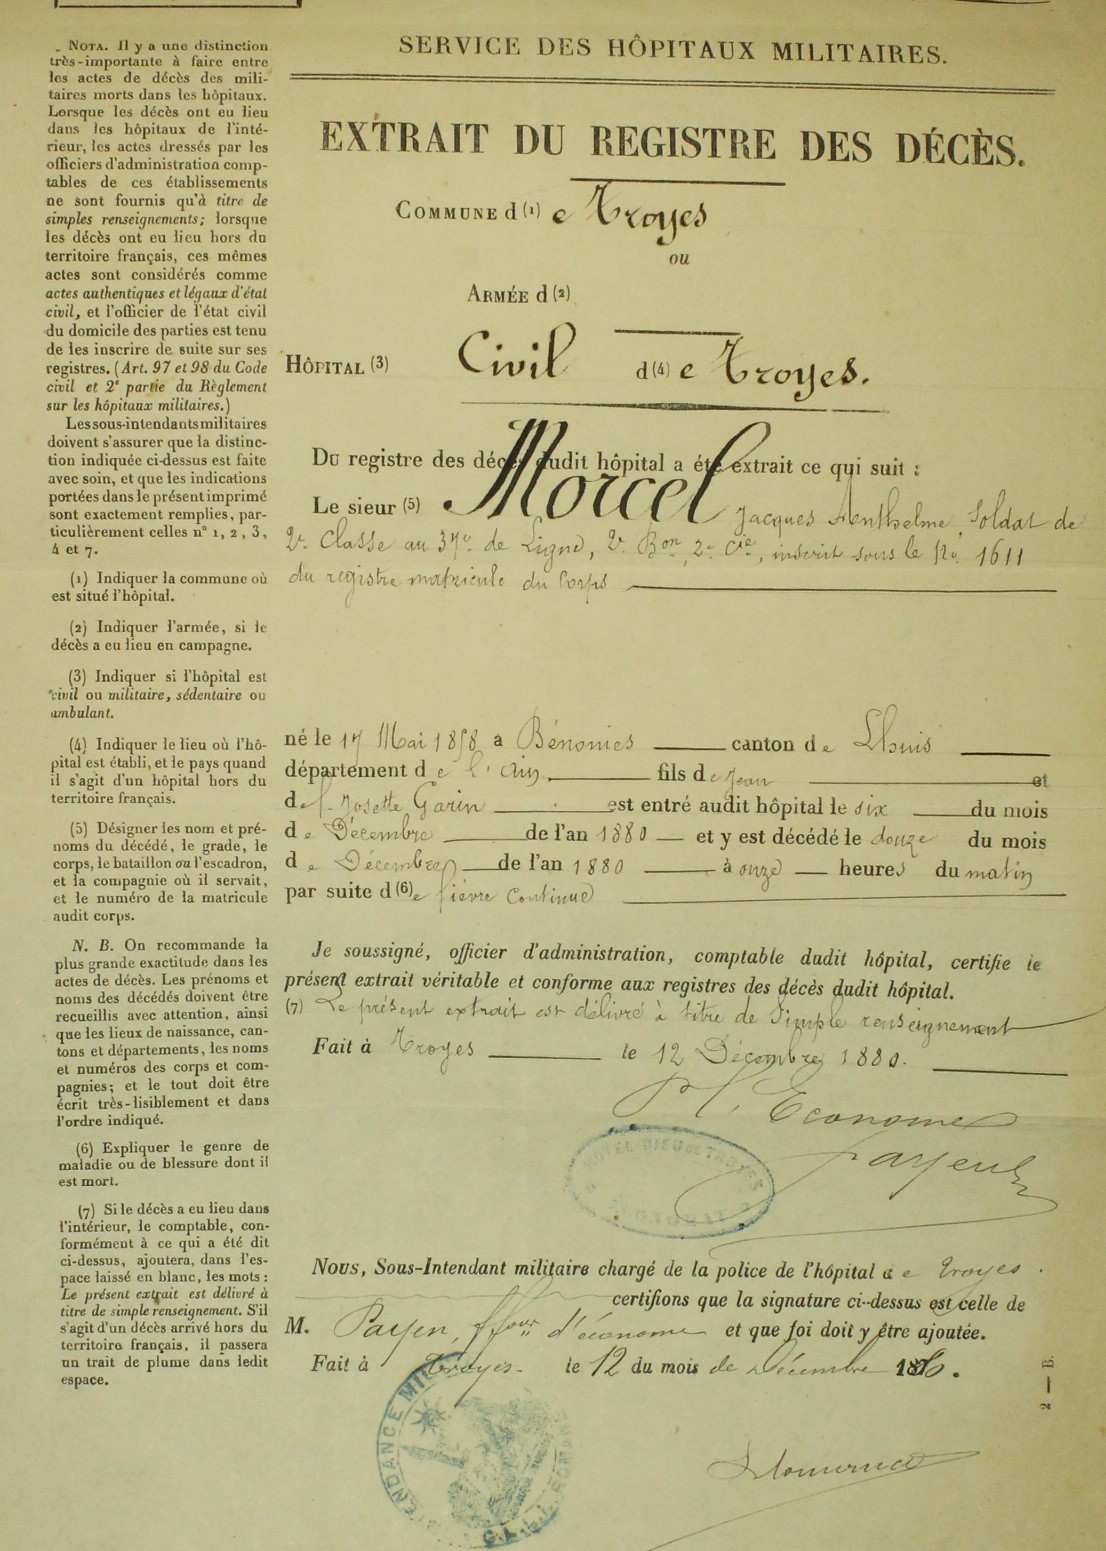 NOTA. Il y a une distinction
très-importante à faire entre
les actes de décès des mili-
taires morts dans les hôpitaux.
Lorsque les décès ont eu lieu
dans les hôpitaux de l'inté-
rieur, les actes dressés par les
officiers d'administration comp-
tables de ces établissements
ne sont fournis qu'à titre de
simples renseignements; lorsque
les décès ont eu lieu hors du
territoire français, ces mêmes
actes sont considérés comme
actes authentiques et légaux d'état
civil, et l'officier de l'état civil
du domicile des parties est tenu
de les inscrire de suite sur ses
registres. (Art. 97 et 98 du Code
civil et 2e partie du Règlement
sur les hôpitaux militaires.)
Les sous-intendants militaires
doivent s'assurer que la distinc-
tion indiquée ci-dessus est faite
avec soin, et que les indications
portées dans le présent imprimé
sont exactement remplies, par-
ticulièrement celles nos 1, 2, 3,
4 et 7.
(1) Indiquer la commune où
est situé l'hôpital.
(2) Indiquer l'armée, si le
décès a eu lieu en campagne.
(3) Indiquer si l'hôpital est
civil ou militaire, sédentaire ou
ambulant.
(4) Indiquer le lieu où l'hô-
pital est établi, et le pays quand
il s'agit d'un hôpital hors du
territoire français.
(5) Désigner les nom et pré-
noms du décédé, le grade, le
corps, le bataillon ou l'escadron,
et la compagnie où il servait,
et le numéro de la matricule
audit corps.
N. B. On recommande la
plus grande exactitude dans les
actes de décès. Les prénoms et
noms des décédés doivent être
recueillis avec attention, ainsi
que les lieux de naissance, can-
tons et départements, les noms
et numéros des corps et com-
pagnies; et le tout doit être
écrit très-lisiblement et dans
l'ordre indiqué.
(6) Expliquer le genre de
maladie ou de blessure dont il
est mort.
(7) Si le décès a eu lieu dans
l'intérieur, le comptable, con-
formément à ce qui a été dit
ci-dessus, ajoutera, dans l'es-
pace laissé en blanc, les mots:
Le présent extrait est délivré à
titre de simple renseignement. S'il
s'agit d'un décès arrivé hors du
territoire français, il passera
un trait de plume dans ledit
espace.
SERVICE DES HÔPITAUX MILITAIRES.
EXTRAIT DU REGISTRE DES DÉCÈS.
COMMUNE d (1) e Troyes
ou
ARMÉE d (2)
HÔPITAL (3) Civil d (4) e Troyes.
Du registre des décès dudit hôpital a été extrait ce qui suit :
Le sieur (5) Morcel Jacques Anthelme, Soldat de
2e Classe au 37e de Ligne, 2e Bon 2e Cie, inscrit sous le No 1611
du registre matricule du Corps
né le 17 Mai 1858 a Bénonies canton de Lhuis
département de l'Ain fils de Jean et
de f. Josette Garin est entré audit hôpital le six du mois
de Décembre de l'an 1880 et y est décédé le douze du mois
de Décembre de l'an 1880 à onze heures du matin
par suite d (6) e fièvre continue
Je soussigné, officier d'administration, comptable dudit hôpital, certifie le
présent extrait véritable et conforme aux registres des décès dudit hôpital.
(7) Le présent extrait est délivré à titre de simple renseignement
Fait à Troyes le 12 Décembre 1880.
Pr l'Econome
Payen
HOTEL DIEU DE TROYES
Nous, Sous-Intendant militaire chargé de la police de l'hôpital de Troyes.
certifions que la signature ci-dessus est celle de
M. Payen, ffons d'économe et que foi doit y être ajoutée.
Fait à Troyes le 12 du mois de Décembre 1880.
INTENDANCE MIL
2 — B.